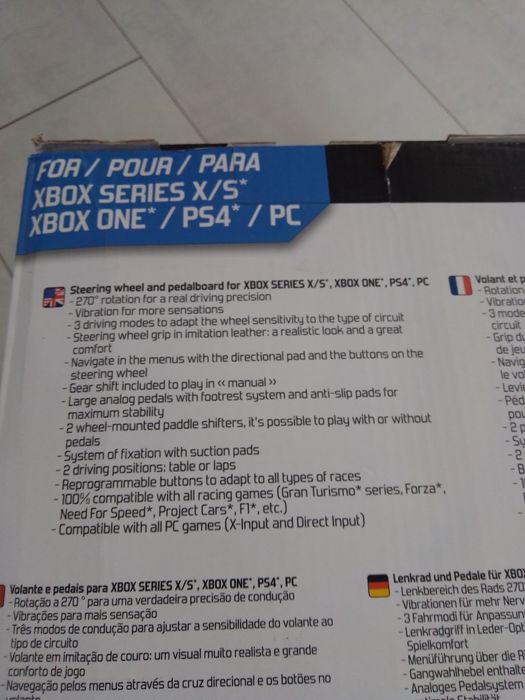 FOR / POUR / PARA
XBOX SERIES X/S*
XBOX ONE* / PS4* / PC
Steering wheel and pedalboard for XBOX SERIES X/S*, XBOX ONE*, PS4*, PC
- 270° rotation for a real driving precision
- Vibration for more sensations
- 3 driving modes to adapt the wheel sensitivity to the type of circuit
- Steering wheel grip in imitation leather: a realistic look and a great
comfort
- Navigate in the menus with the directional pad and the buttons on the
steering wheel
- Gear shift included to play in « manual »
- Large analog pedals with footrest system and anti-slip pads for
maximum stability
- 2 wheel-mounted paddle shifters, it's possible to play with or without
pedals
- System of fixation with suction pads
- 2 driving positions: table or laps
- Reprogrammable buttons to adapt to all types of races
- 100% compatible with all racing games (Gran Turismo* series, Forza*,
Need For Speed*, Project Cars*, F1*, etc.)
- Compatible with all PC games (X-Input and Direct Input)
Volant et p
- Rotation
- Vibratio
- 3 mode
circuit
- Grip du
de jeu
- Navig
le vo
- Levie
- Péd
pou
- 2 p
- Sy
- 2
- B
- 1
Volante e pedais para XBOX SERIES X/S*, XBOX ONE*, PS4*, PC
- Rotação a 270 ° para uma verdadeira precisão de condução
- Vibrações para mais sensação
- Três modos de condução para ajustar a sensibilidade do volante ao
tipo de circuito
- Volante em imitação de couro: um visual muito realista e grande
conforto de jogo
- Navegação pelos menus através da cruz direcional e os botões no
volante
Lenkrad und Pedale für XBO
- Lenkbereich des Rads 270
- Vibrationen für mehr Nerv
- 3 Fahrmodi für Anpassun
- Lenkradgriff in Leder-Opt
Spielkomfort
- Menüführung über die R
- Gangwahlhebel enthalte
- Analoges Pedalsystem